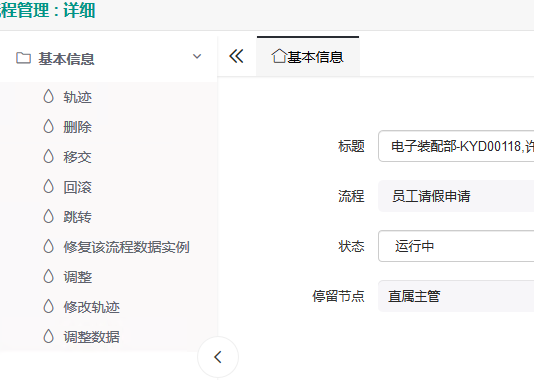 程管理 : 详细
基本信息
轨迹
删除
移交
回滚
跳转
修复该流程数据实例
调整
修改轨迹
调整数据
基本信息
标题 电子装配部-KYD00118,许
流程 员工请假申请
状态 运行中
停留节点 直属主管